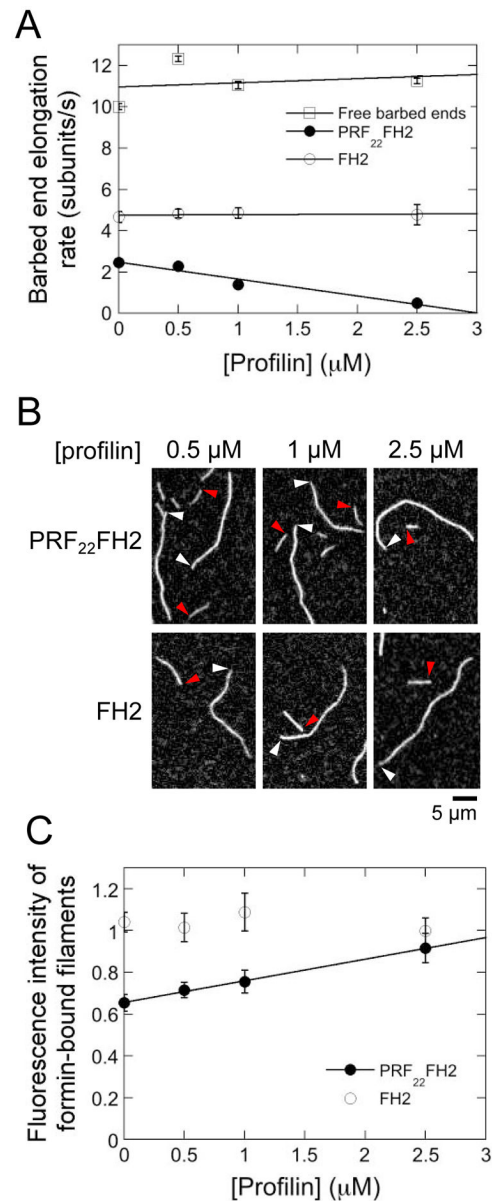 A
Barbed end elongation
rate (subunits/s)
12
10
8
6
4
2
0
Free barbed ends
PRF22FH2
FH2
0 0.5 1 1.5 2 2.5 3
[Profilin] (μM)
B
[profilin] 0.5 μM 1 μM 2.5 μM
PRF22FH2
FH2
5 μm
C
Fluorescence intensity of
formin-bound filaments
1.2
1
0.8
0.6
0.4
0.2
0
PRF22FH2
FH2
0 0.5 1 1.5 2 2.5 3
[Profilin] (μM)